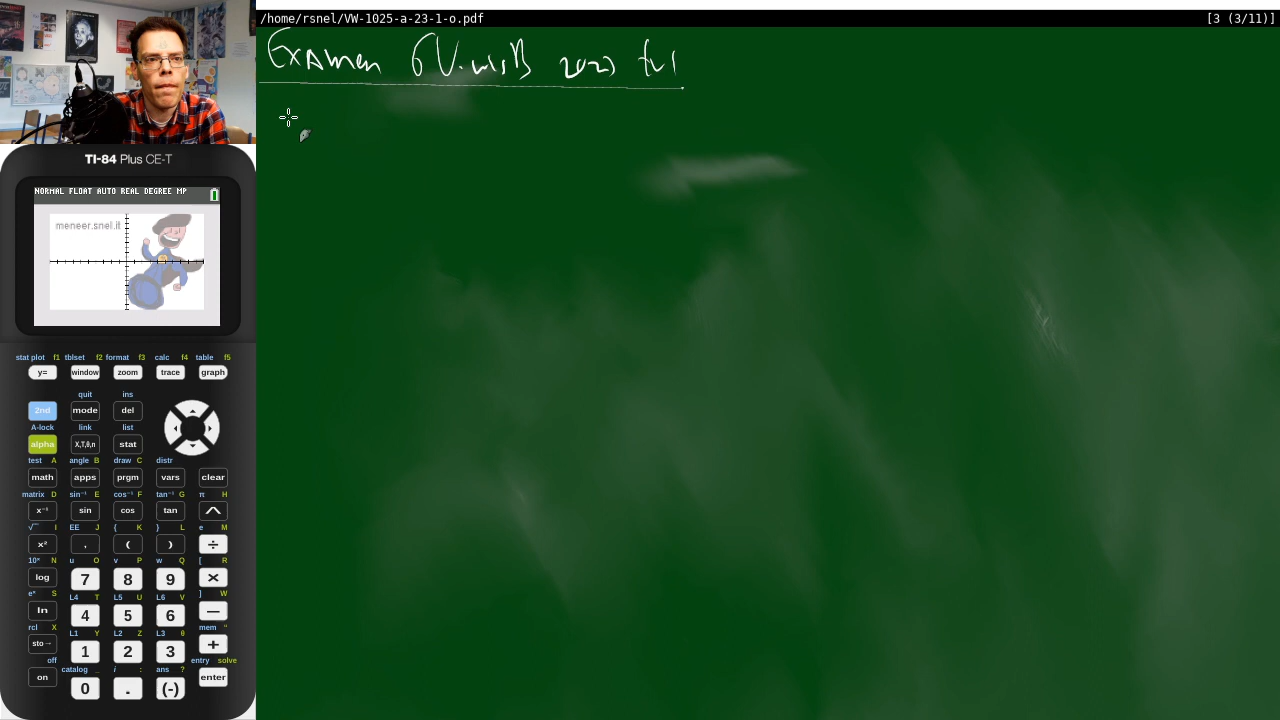 /home/rsnel/VW-1025-a-23-1-o.pdf [3 (3/11)]
Examen 6V wisB 2023 tv1
TI-84 Plus CE-T
NORMAL FLOAT AUTO REAL DEGREE MP
meneer.snel.it
stat plot f1 tblset f2 format f3 calc f4 table f5
y= window zoom trace graph
quit ins
2nd mode del
A-lock link list
alpha X,T,θ,n stat
test A angle B draw C distr
math apps prgm vars clear
matrix D sin⁻¹ E cos⁻¹ F tan⁻¹ G π H
x⁻¹ sin cos tan ^
√ I EE J { K } L e M
x² , ( ) ÷
10ˣ N u O v P w Q [ R
log 7 8 9 ×
eˣ S L4 T L5 U L6 V ] W
ln 4 5 6 —
rcl X L1 Y L2 Z L3 θ mem "
sto→ 1 2 3 +
off catalog _ i : ans ? entry solve
on 0 . (-) enter